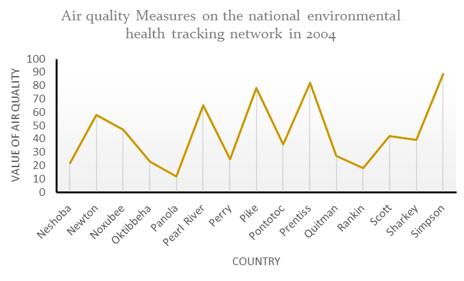 Air quality Measures on the national environmental
health tracking network in 2004
VALUE OF AIR QUALITY
100
90
80
70
60
50
40
30
20
10
0
Neshoba
Newton
Noxubee
Oktibbeha
Panola
Pearl River
Perry
Pike
Pontotoc
Prentiss
Quitman
Rankin
Scott
Sharkey
Simpson
COUNTRY